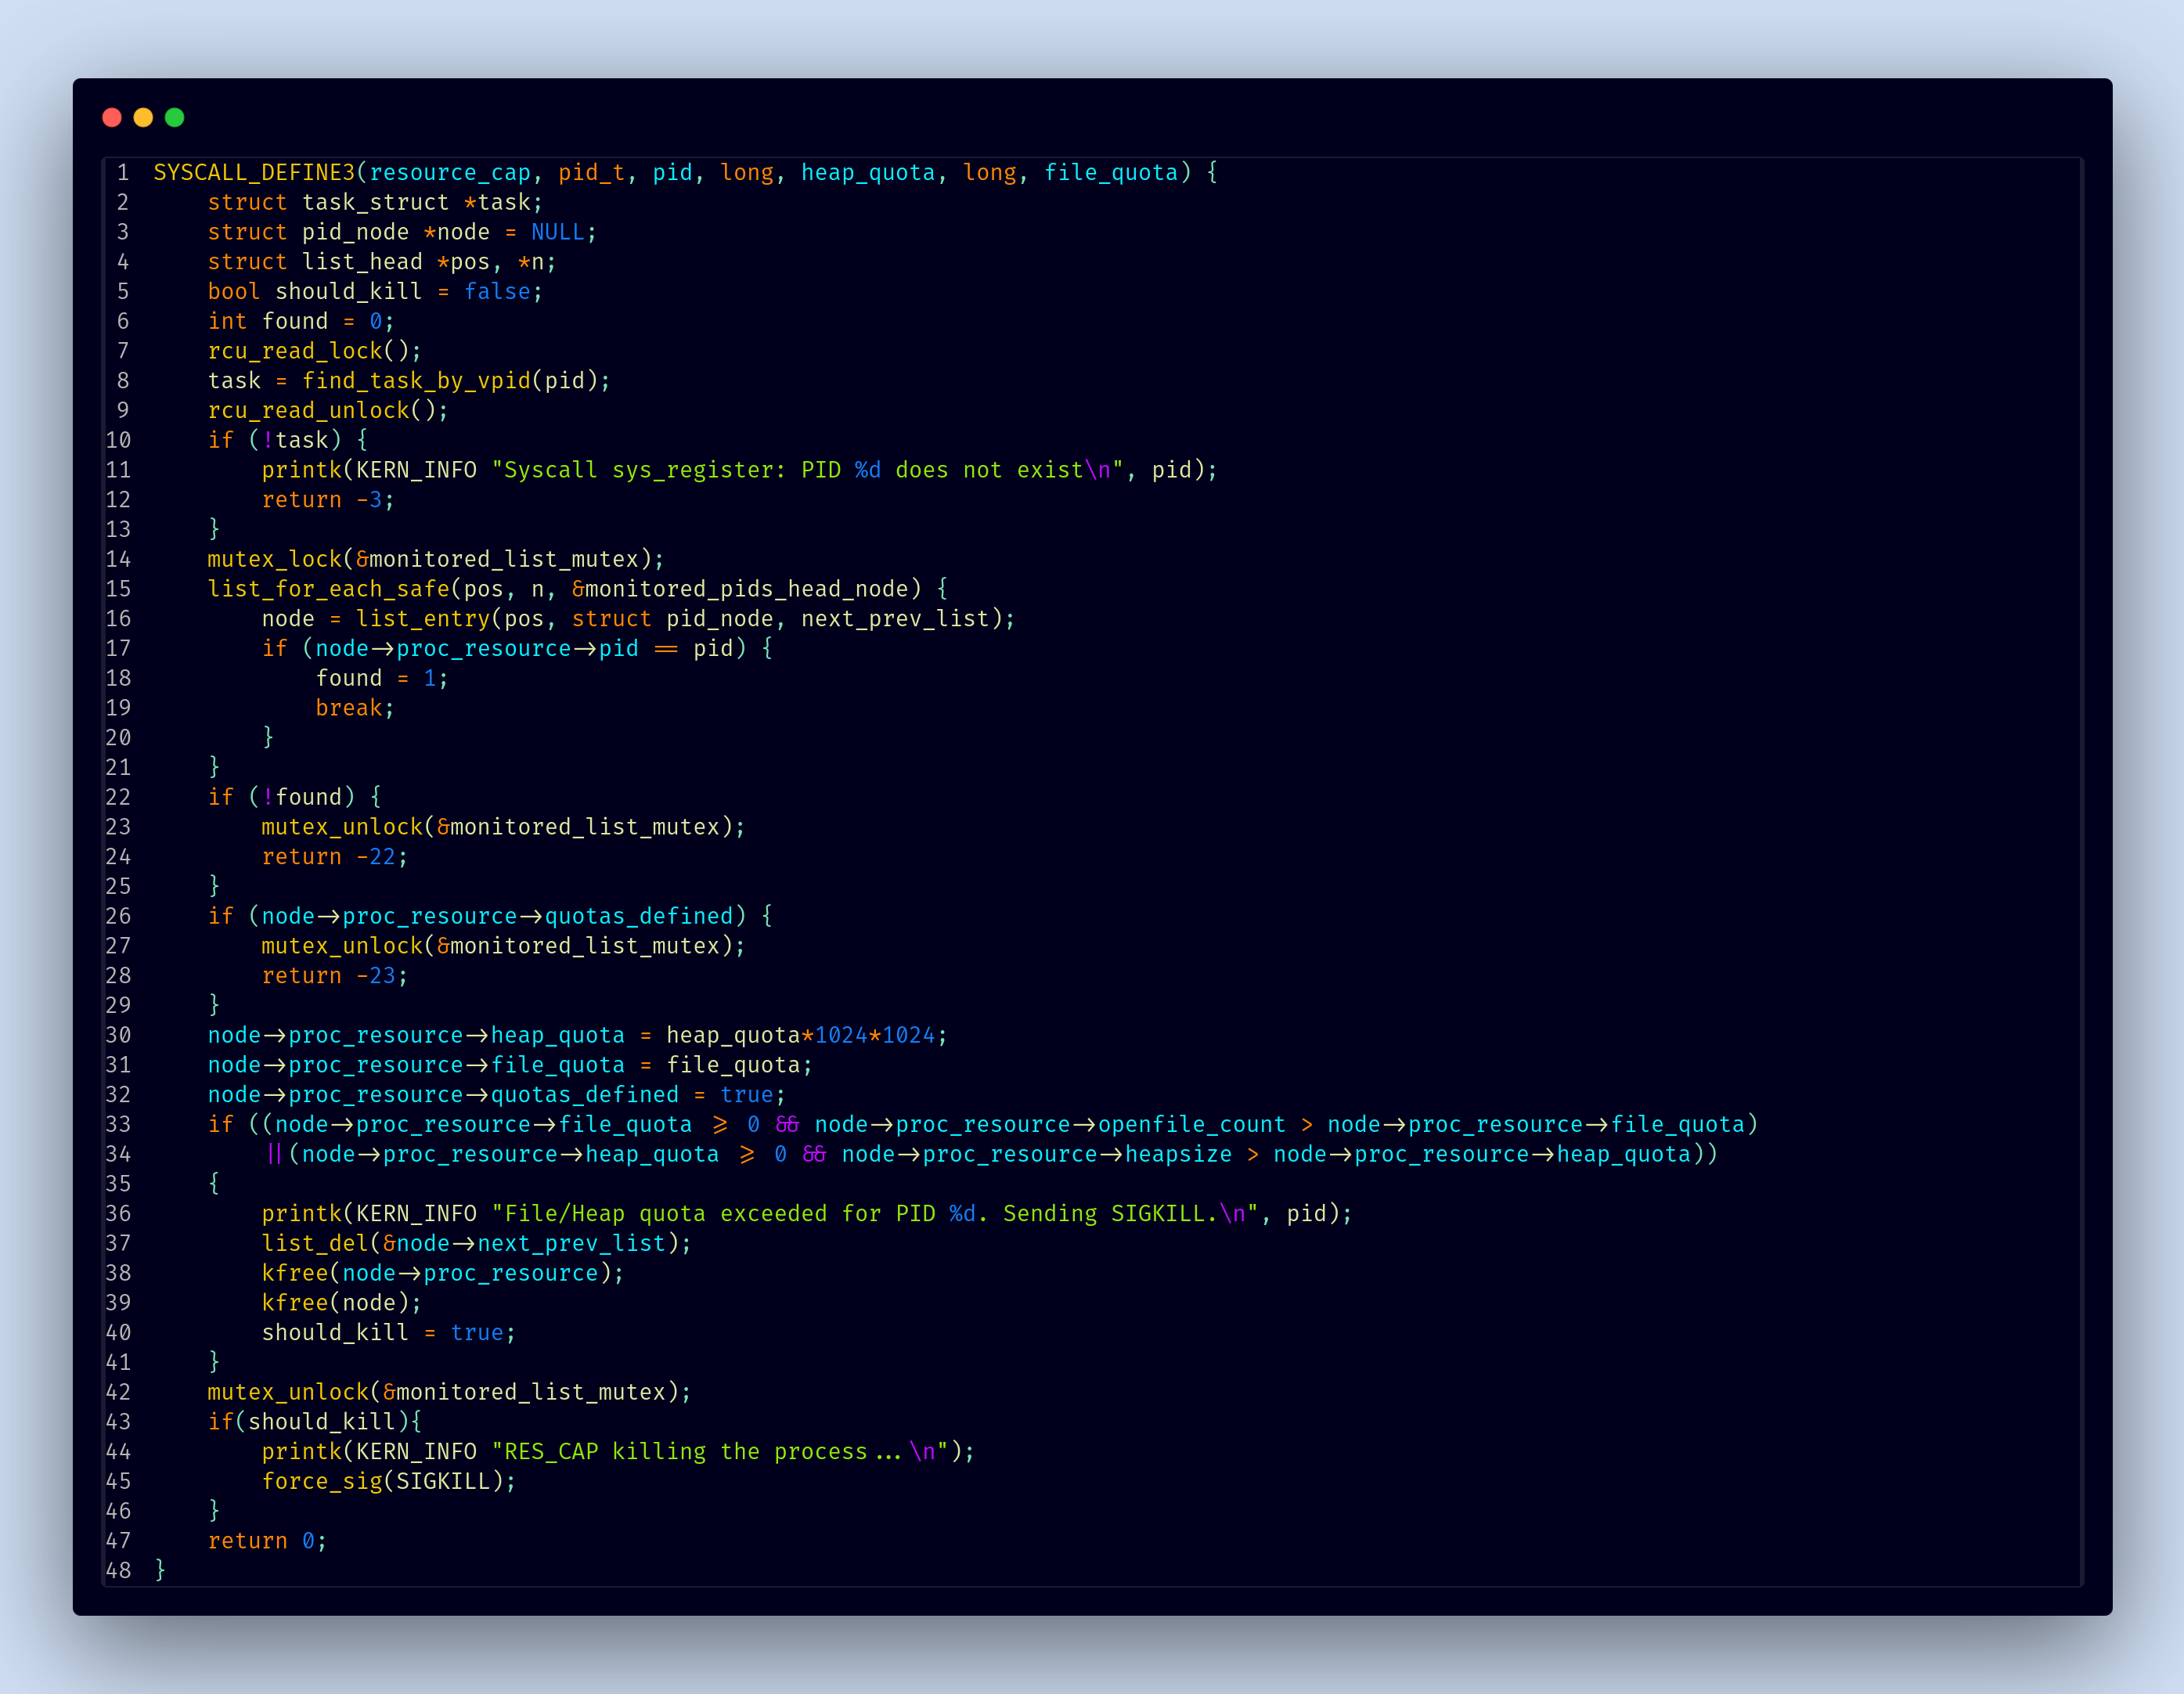 1 SYSCALL_DEFINE3(resource_cap, pid_t, pid, long, heap_quota, long, file_quota) {
2     struct task_struct *task;
3     struct pid_node *node = NULL;
4     struct list_head *pos, *n;
5     bool should_kill = false;
6     int found = 0;
7     rcu_read_lock();
8     task = find_task_by_vpid(pid);
9     rcu_read_unlock();
10     if (!task) {
11         printk(KERN_INFO "Syscall sys_register: PID %d does not exist\n", pid);
12         return -3;
13     }
14     mutex_lock(&monitored_list_mutex);
15     list_for_each_safe(pos, n, &monitored_pids_head_node) {
16         node = list_entry(pos, struct pid_node, next_prev_list);
17         if (node->proc_resource->pid == pid) {
18             found = 1;
19             break;
20         }
21     }
22     if (!found) {
23         mutex_unlock(&monitored_list_mutex);
24         return -22;
25     }
26     if (node->proc_resource->quotas_defined) {
27         mutex_unlock(&monitored_list_mutex);
28         return -23;
29     }
30     node->proc_resource->heap_quota = heap_quota*1024*1024;
31     node->proc_resource->file_quota = file_quota;
32     node->proc_resource->quotas_defined = true;
33     if ((node->proc_resource->file_quota >= 0 && node->proc_resource->openfile_count > node->proc_resource->file_quota)
34         ||(node->proc_resource->heap_quota >= 0 && node->proc_resource->heapsize > node->proc_resource->heap_quota))
35     {
36         printk(KERN_INFO "File/Heap quota exceeded for PID %d. Sending SIGKILL.\n", pid);
37         list_del(&node->next_prev_list);
38         kfree(node->proc_resource);
39         kfree(node);
40         should_kill = true;
41     }
42     mutex_unlock(&monitored_list_mutex);
43     if(should_kill){
44         printk(KERN_INFO "RES_CAP killing the process...\n");
45         force_sig(SIGKILL);
46     }
47     return 0;
48 }